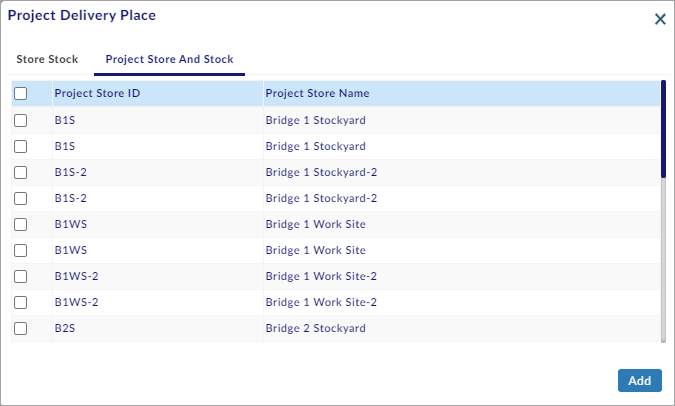 Project Delivery Place
Store Stock Project Store And Stock
Project Store ID Project Store Name
B1S Bridge 1 Stockyard
B1S Bridge 1 Stockyard
B1S-2 Bridge 1 Stockyard-2
B1S-2 Bridge 1 Stockyard-2
B1WS Bridge 1 Work Site
B1WS Bridge 1 Work Site
B1WS-2 Bridge 1 Work Site-2
B1WS-2 Bridge 1 Work Site-2
B2S Bridge 2 Stockyard
Add